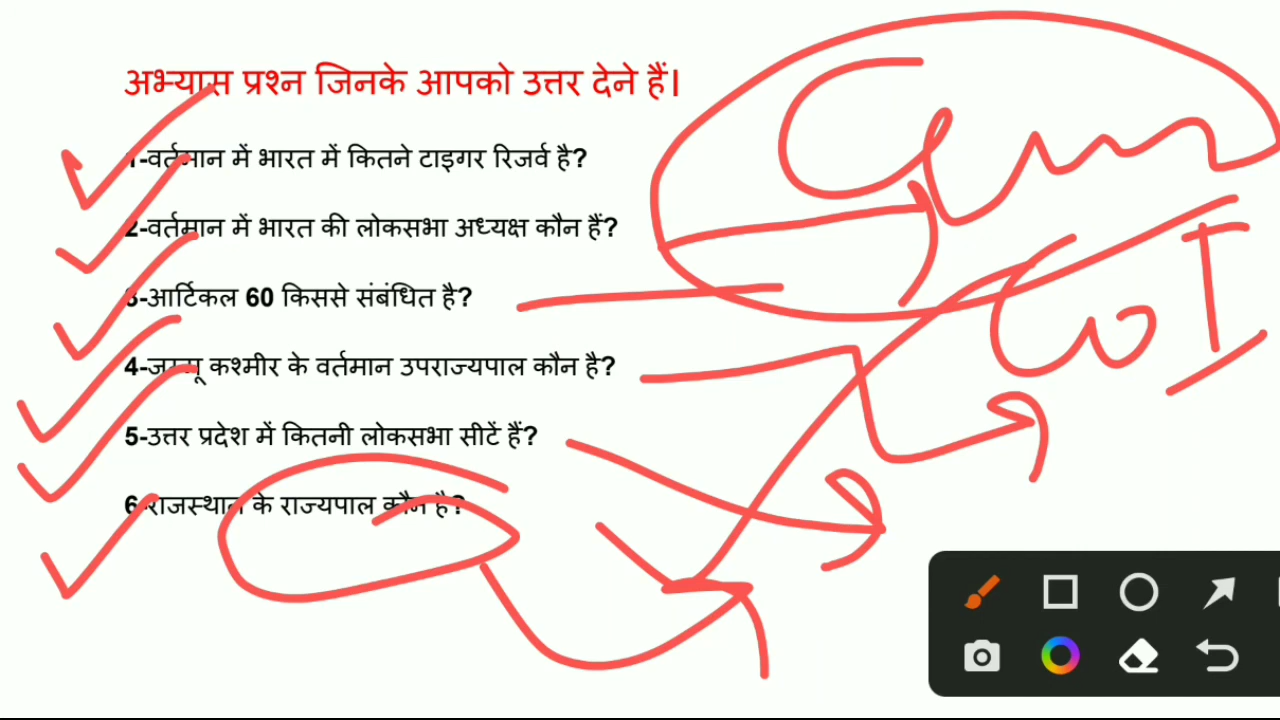 अभ्यास प्रश्न जिनके आपको उत्तर देने हैं।
1-वर्तमान में भारत में कितने टाइगर रिजर्व है?
2-वर्तमान में भारत की लोकसभा अध्यक्ष कौन हैं?
3-आर्टिकल 60 किससे संबंधित है?
4-जम्मू कश्मीर के वर्तमान उपराज्यपाल कौन है?
5-उत्तर प्रदेश में कितनी लोकसभा सीटें हैं?
6-राजस्थान के राज्यपाल कौन है?
CoI